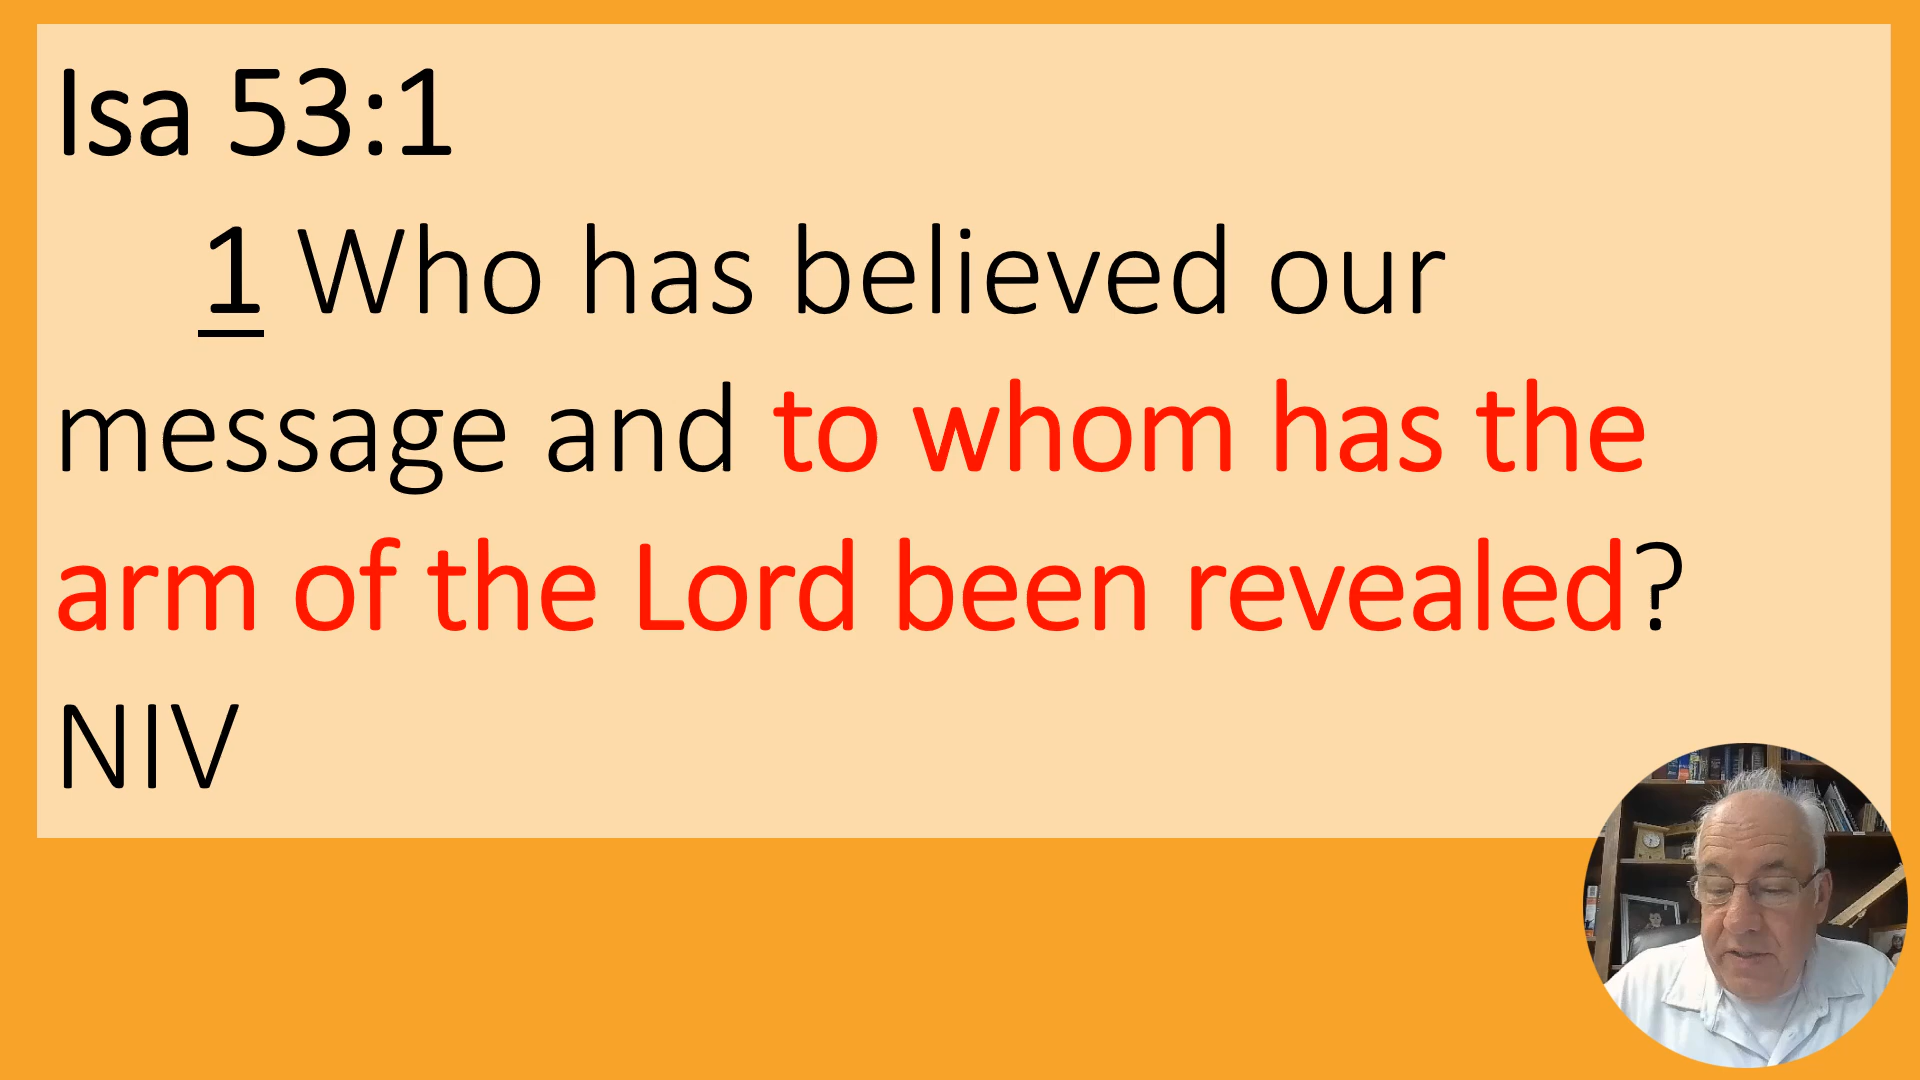 Isa 53:1
1 Who has believed our
message and to whom has the
arm of the Lord been revealed?
NIV